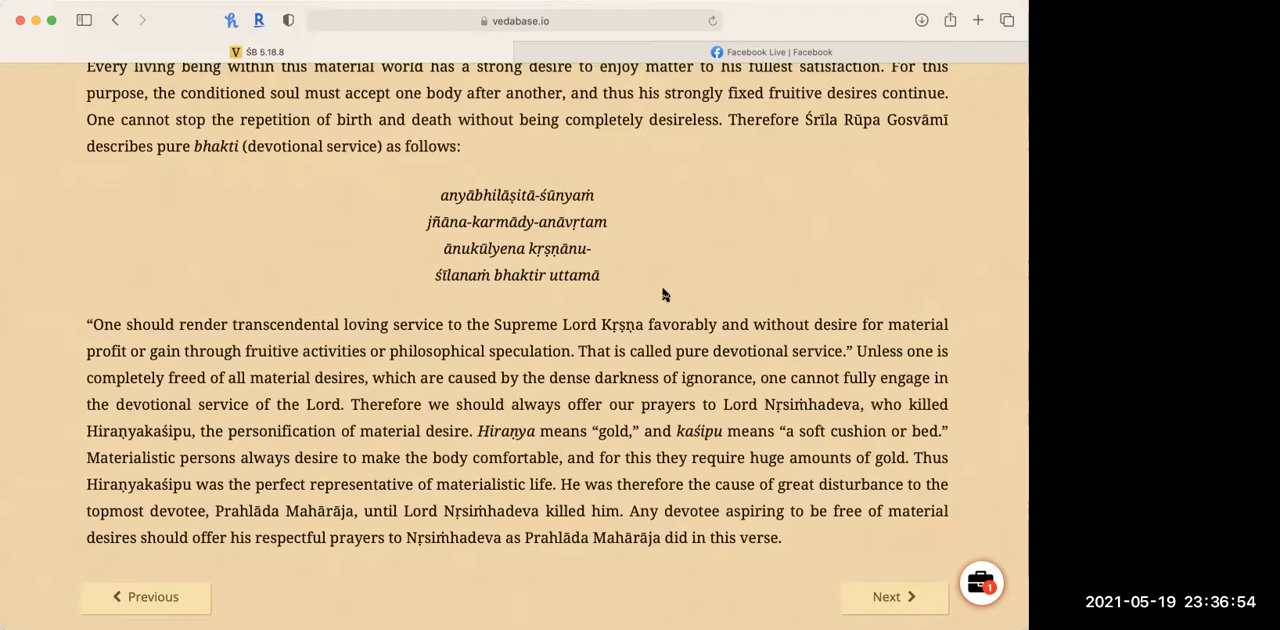 vedabase.io
ŚB 5.18.8
Facebook Live | Facebook
Every living being within this material world has a strong desire to enjoy matter to his fullest satisfaction. For this
purpose, the conditioned soul must accept one body after another, and thus his strongly fixed fruitive desires continue.
One cannot stop the repetition of birth and death without being completely desireless. Therefore Śrīla Rūpa Gosvāmī
describes pure bhakti (devotional service) as follows:
anyābhilāṣitā-śūnyaṁ
jñāna-karmādy-anāvṛtam
ānukūlyena kṛṣṇānu-
śīlanaṁ bhaktir uttamā
“One should render transcendental loving service to the Supreme Lord Kṛṣṇa favorably and without desire for material
profit or gain through fruitive activities or philosophical speculation. That is called pure devotional service.” Unless one is
completely freed of all material desires, which are caused by the dense darkness of ignorance, one cannot fully engage in
the devotional service of the Lord. Therefore we should always offer our prayers to Lord Nṛsiṁhadeva, who killed
Hiraṇyakaśipu, the personification of material desire. Hiraṇya means “gold,” and kaśipu means “a soft cushion or bed.”
Materialistic persons always desire to make the body comfortable, and for this they require huge amounts of gold. Thus
Hiraṇyakaśipu was the perfect representative of materialistic life. He was therefore the cause of great disturbance to the
topmost devotee, Prahlāda Mahārāja, until Lord Nṛsiṁhadeva killed him. Any devotee aspiring to be free of material
desires should offer his respectful prayers to Nṛsiṁhadeva as Prahlāda Mahārāja did in this verse.
Previous
Next
1
2021-05-19 23:36:54